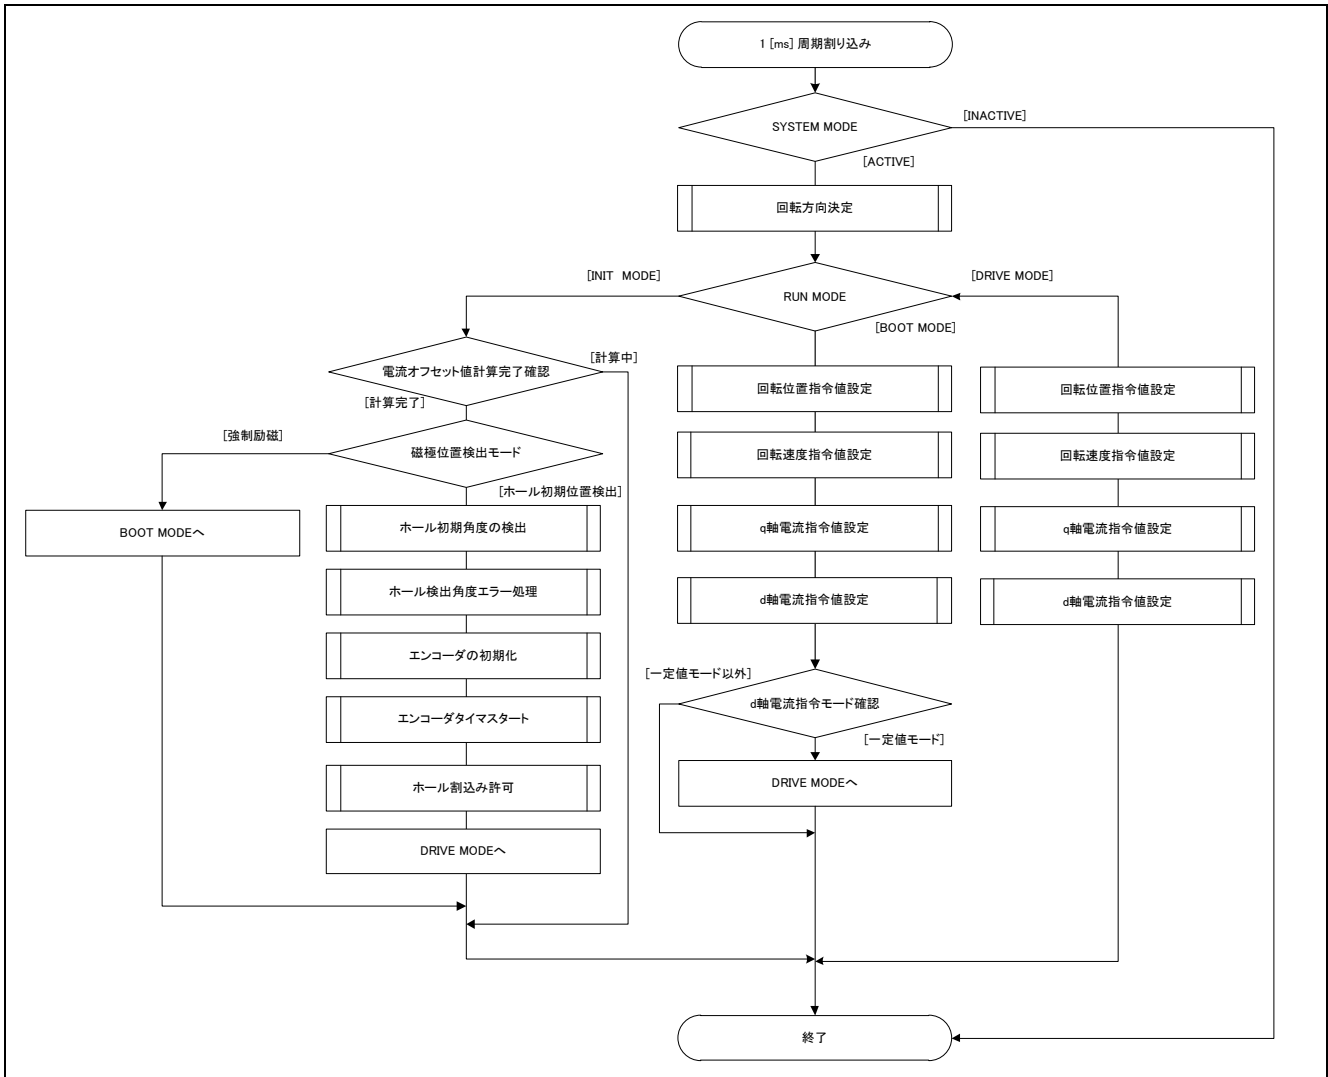 1 [ms] 周期割り込み
SYSTEM MODE
[INACTIVE]
[ACTIVE]
回転方向決定
[INIT MODE]
RUN MODE
[DRIVE MODE]
[BOOT MODE]
電流オフセット値計算完了確認
[計算中]
[計算完了]
[強制励磁]
磁極位置検出モード
[ホール初期位置検出]
BOOT MODEへ
ホール初期角度の検出
ホール検出角度エラー処理
エンコーダの初期化
エンコーダタイマスタート
ホール割込み許可
DRIVE MODEへ
回転位置指令値設定
回転速度指令値設定
q軸電流指令値設定
d軸電流指令値設定
[一定値モード以外]
d軸電流指令モード確認
[一定値モード]
DRIVE MODEへ
回転位置指令値設定
回転速度指令値設定
q軸電流指令値設定
d軸電流指令値設定
終了